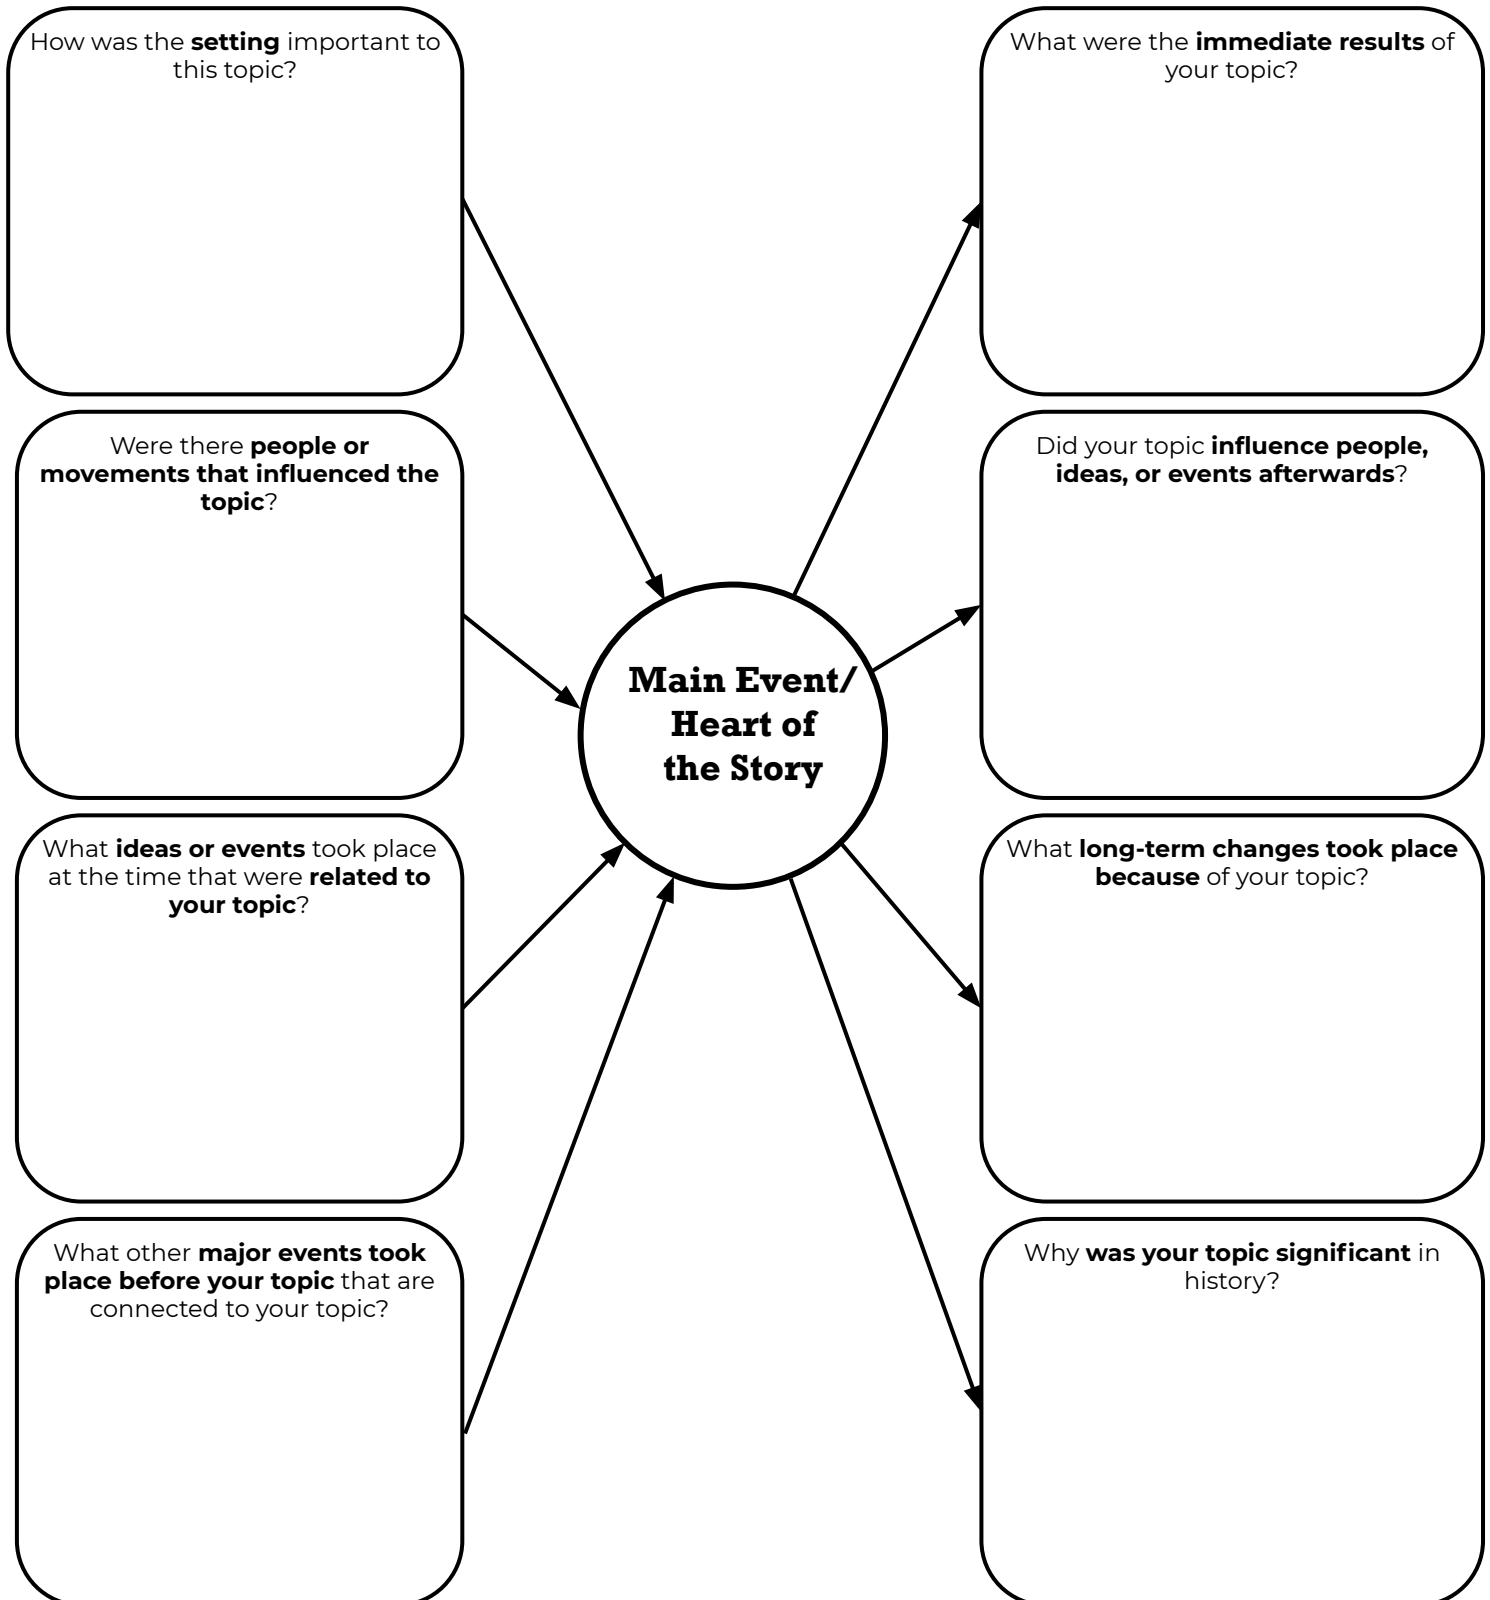 How was the setting important to
this topic?
Were there people or
movements that influenced the
topic?
What ideas or events took place
at the time that were related to
your topic?
What other major events took
place before your topic that are
connected to your topic?
Main Event/
Heart of
the Story
What were the immediate results of
your topic?
Did your topic influence people,
ideas, or events afterwards?
What long-term changes took place
because of your topic?
Why was your topic significant in
history?